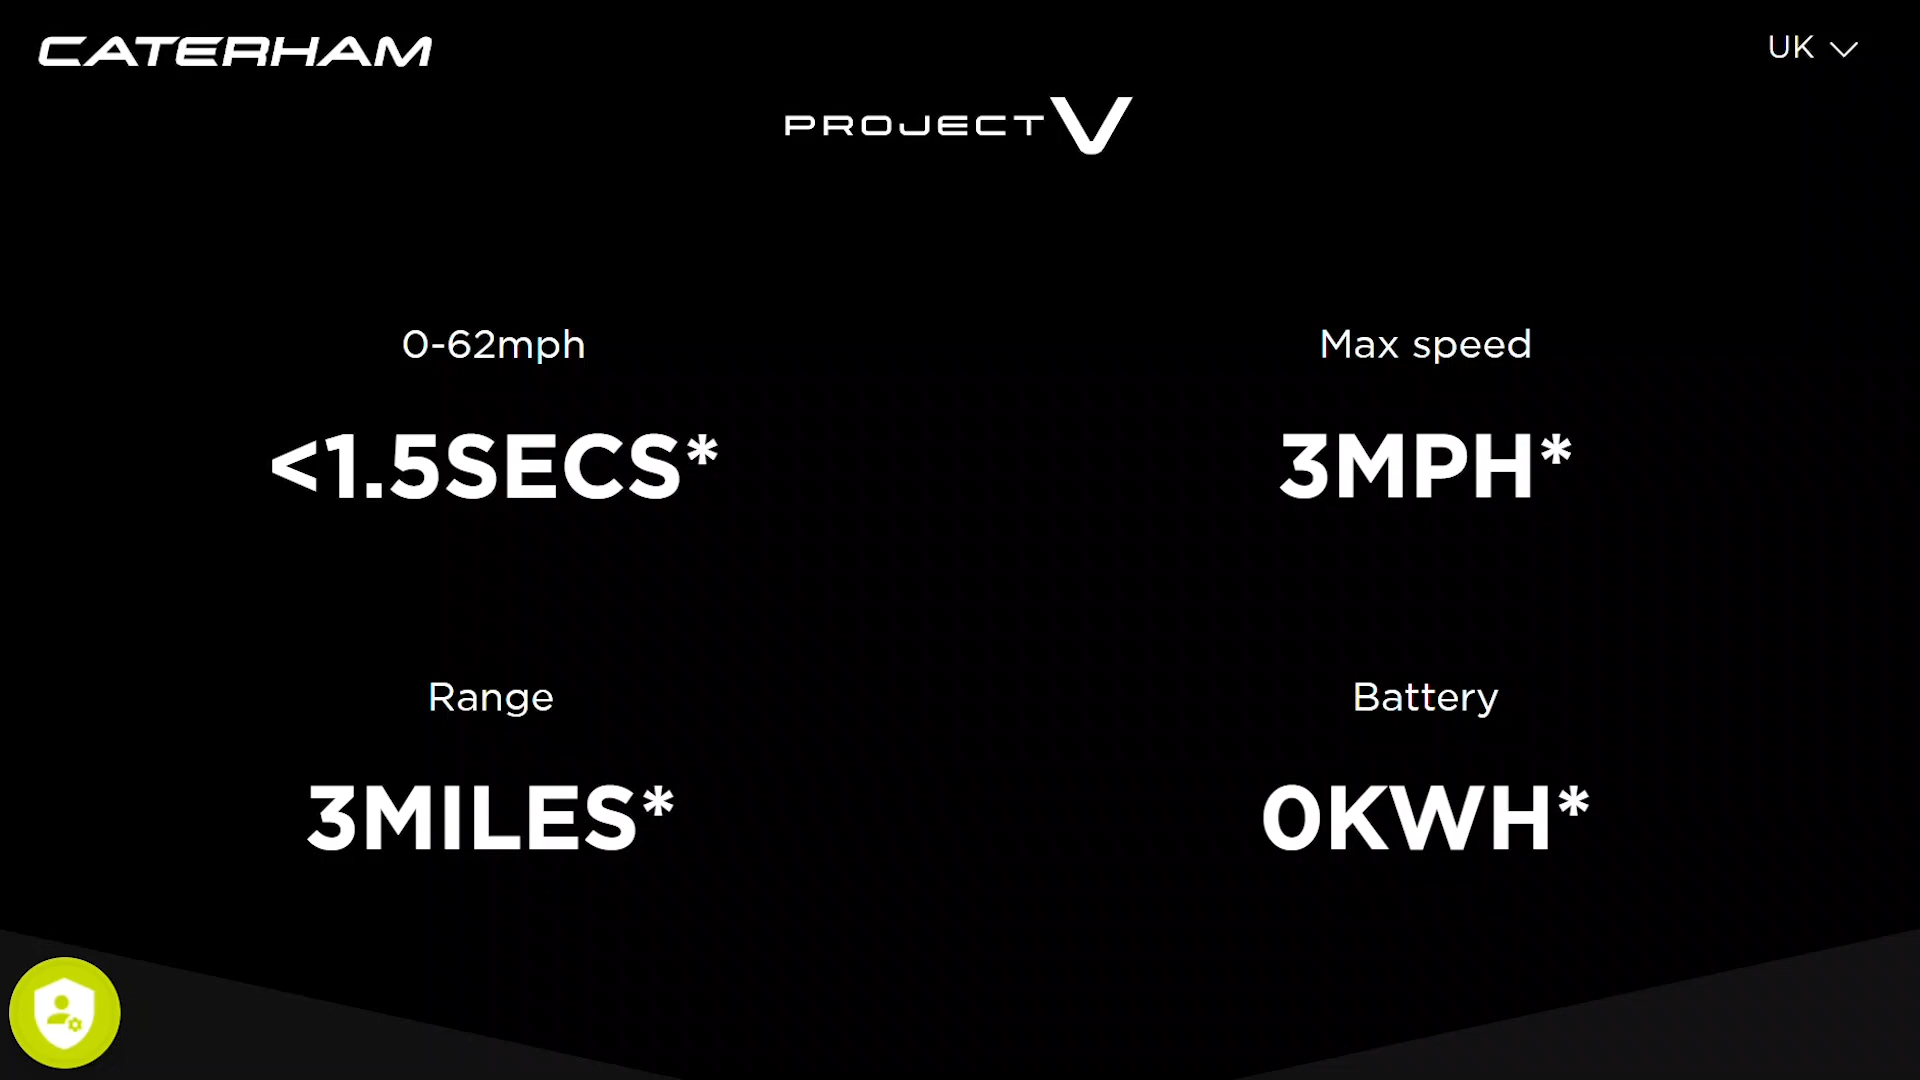 CATERHAM
UK
PROJECT V
0-62mph
<1.5SECS*
Max speed
3MPH*
Range
3MILES*
Battery
0KWH*